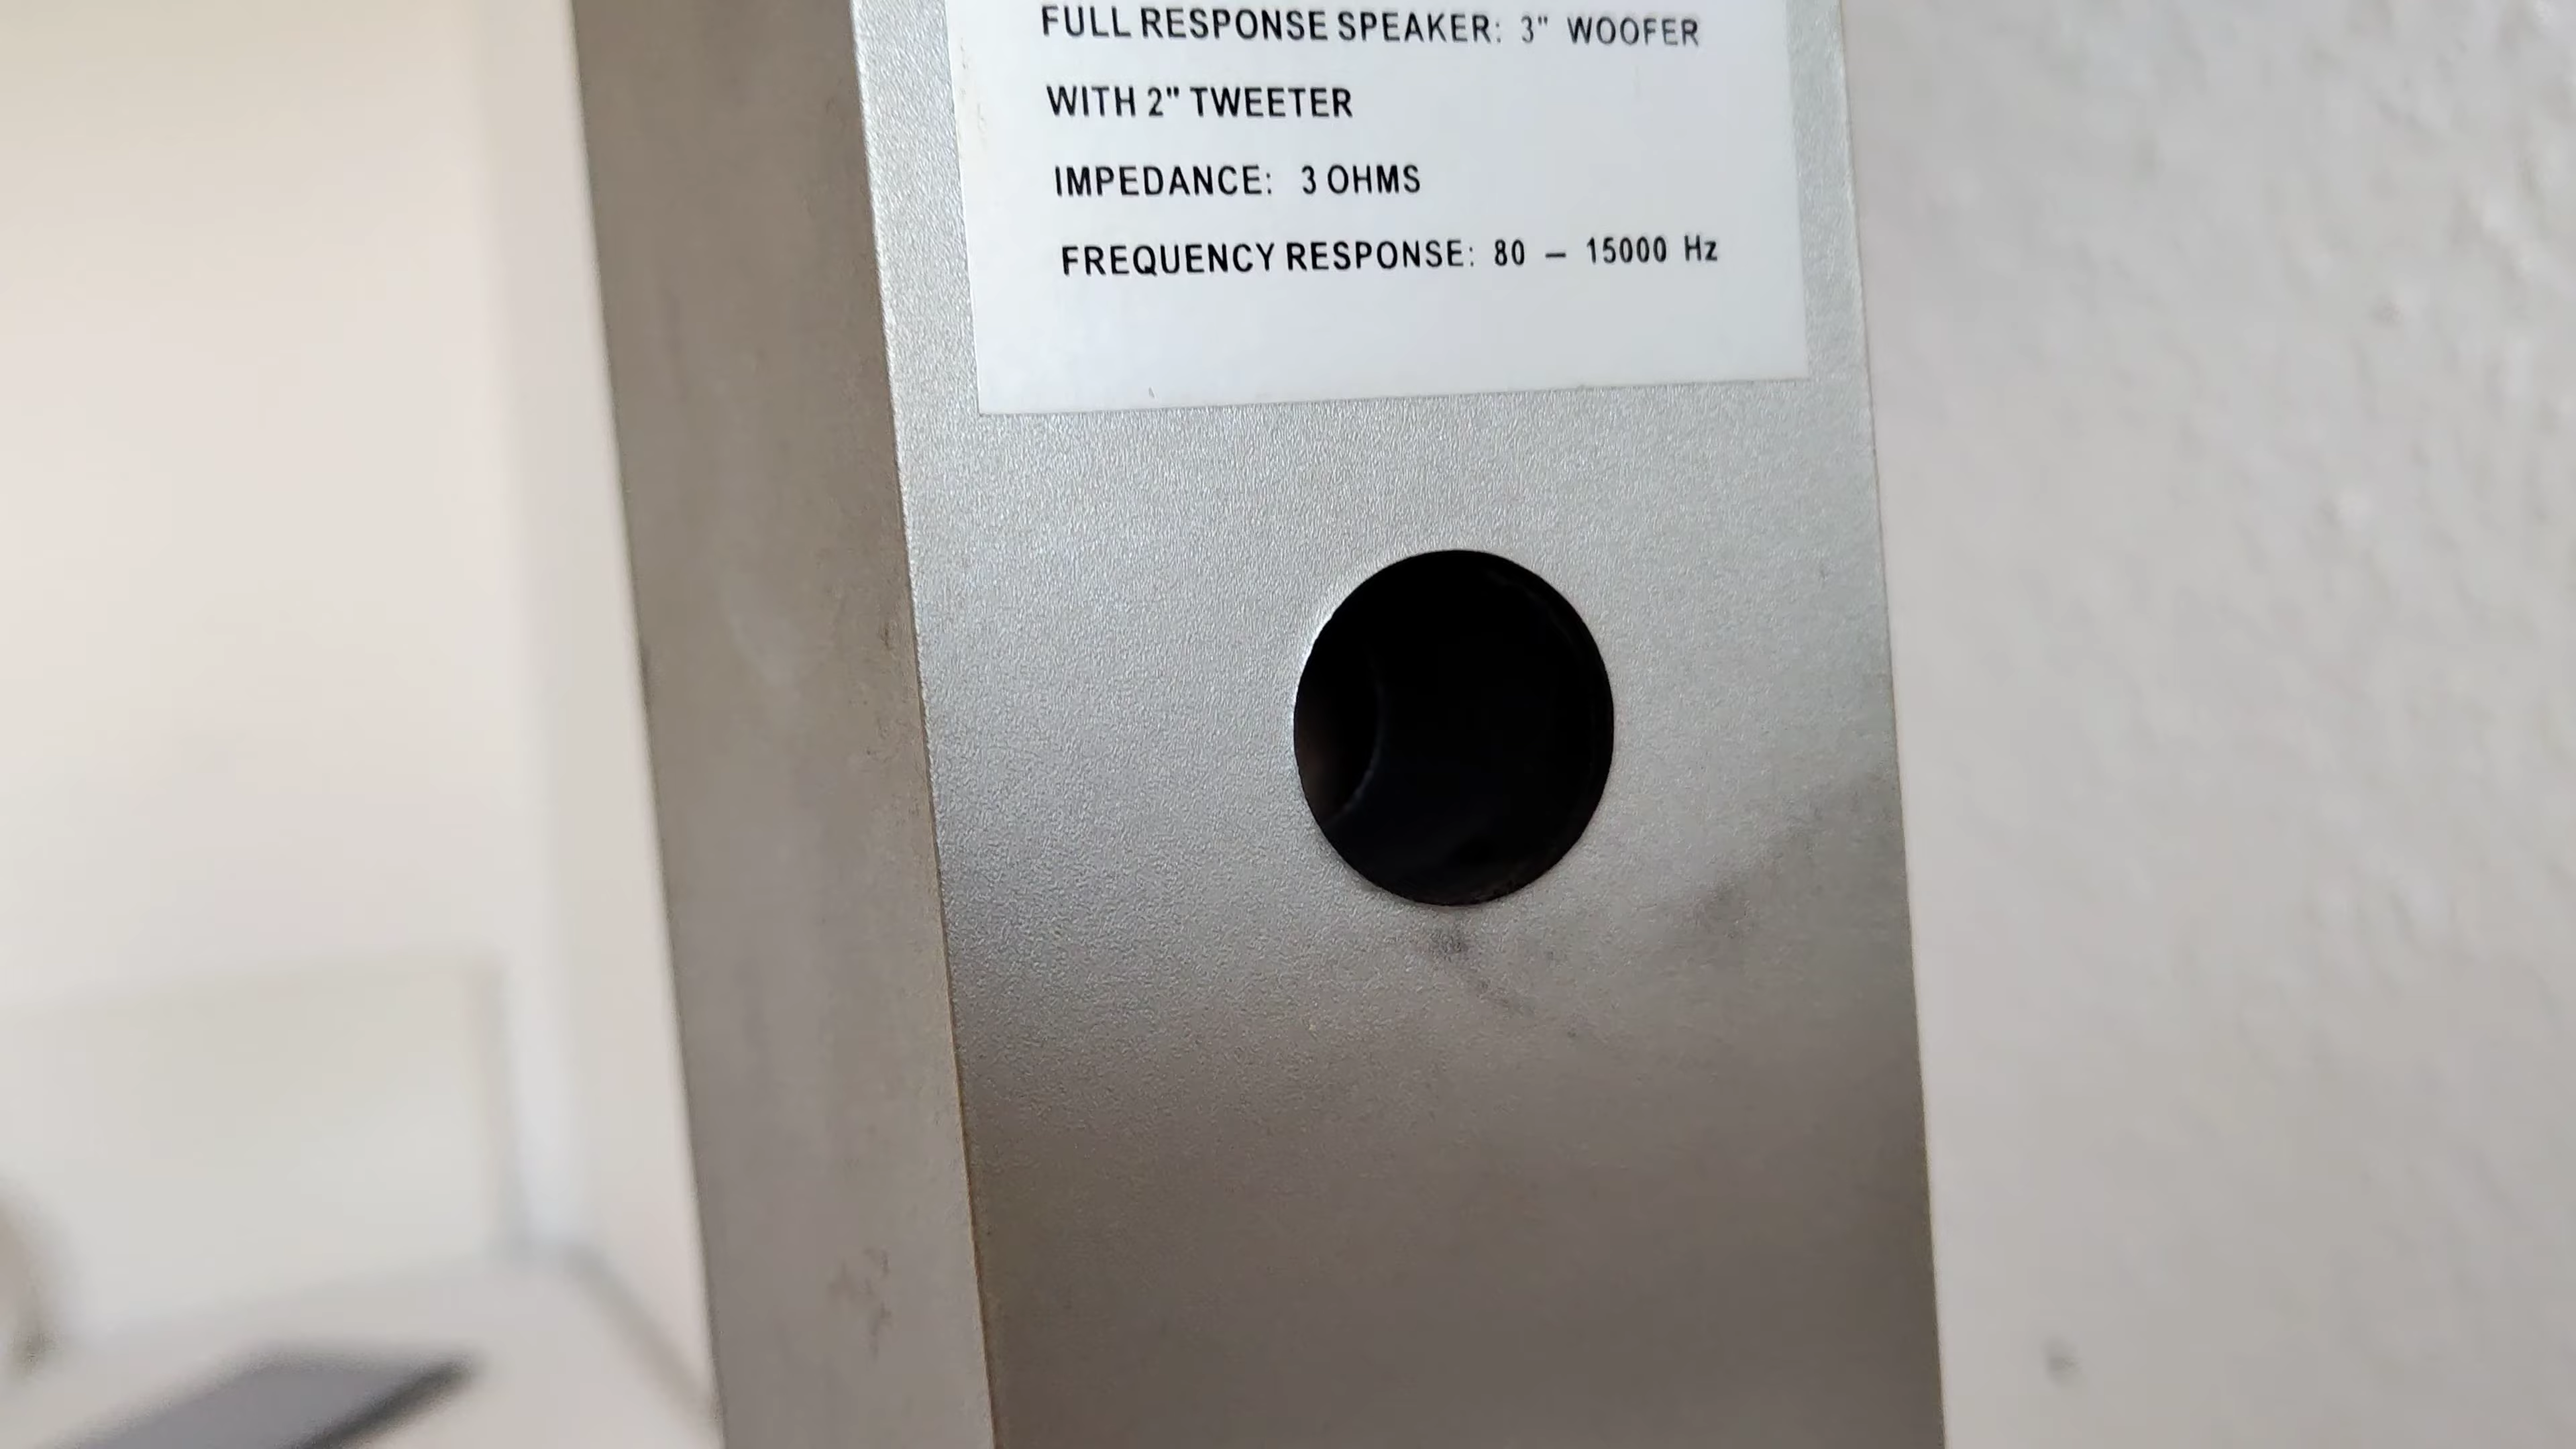 FULL RESPONSE SPEAKER: 3" WOOFER
WITH 2" TWEETER
IMPEDANCE: 3 OHMS
FREQUENCY RESPONSE: 80 – 15000 Hz